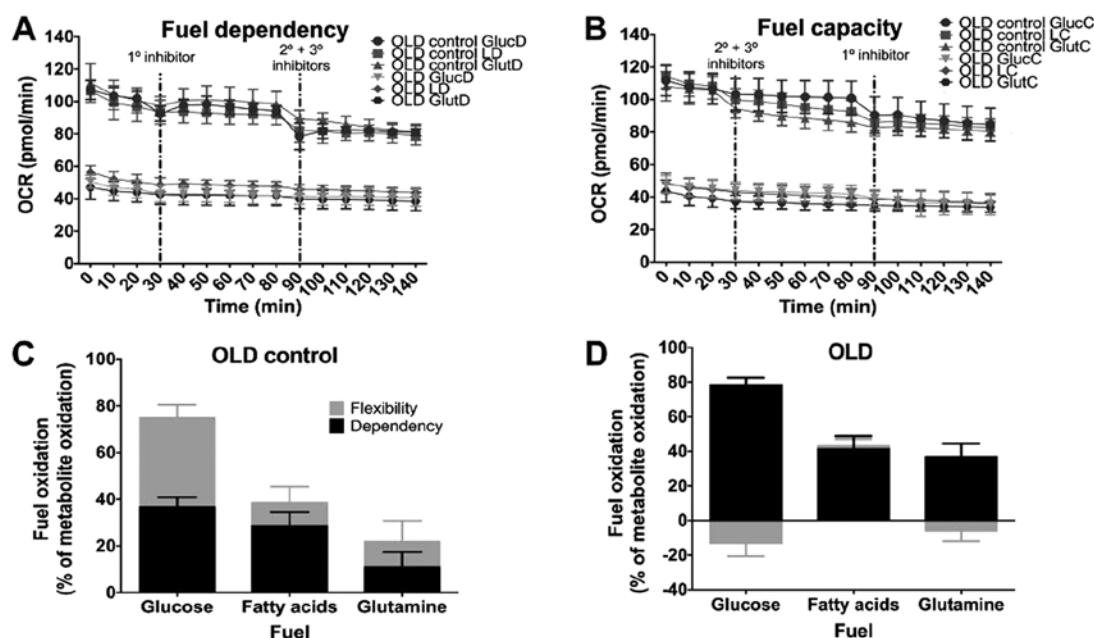 A
Fuel dependency
1º inhibitor
2º + 3º
inhibitors
OLD control GlucD
OLD control LD
OLD control GlutD
OLD GlucD
OLD LD
OLD GlutD
OCR (pmol/min)
140
120
100
80
60
40
20
0
0 10 20 30 40 50 60 70 80 90 100 110 120 130 140
Time (min)
B
Fuel capacity
2º + 3º
inhibitors
1º inhibitor
OLD control GlucC
OLD control LC
OLD control GlutC
OLD GlucC
OLD LC
OLD GlutC
OCR (pmol/min)
140
120
100
80
60
40
20
0
0 10 20 30 40 50 60 70 80 90 100 110 120 130 140
Time (min)
C
OLD control
Flexibility
Dependency
Fuel oxidation
(% of metabolite oxidation)
100
80
60
40
20
0
Glucose Fatty acids Glutamine
Fuel
D
OLD
Fuel oxidation
(% of metabolite oxidation)
100
80
60
40
20
0
-20
-40
Glucose Fatty acids Glutamine
Fuel